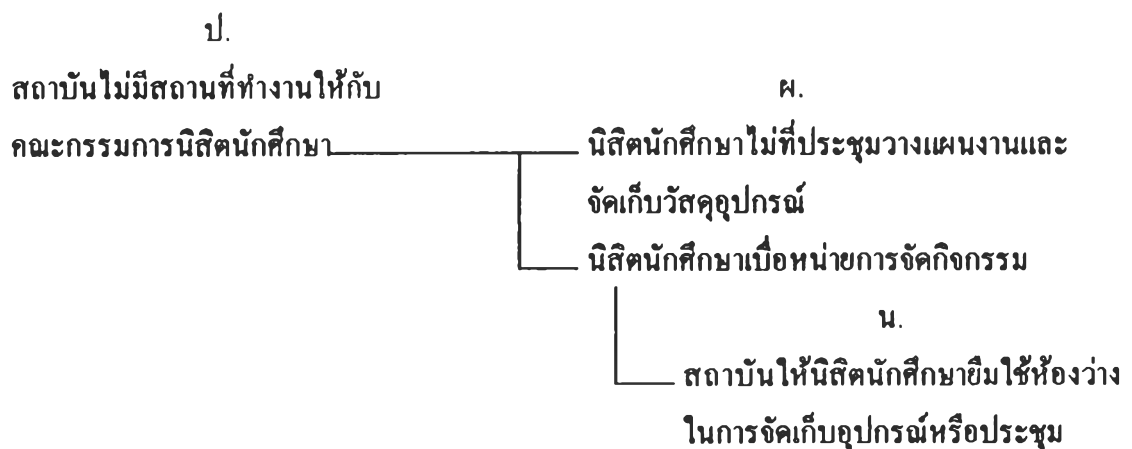 ป.
สถาบันไม่มีสถานที่ทำงานให้กับ
ผ.
คณะกรรมการนิสิตนักศึกษา
นิสิตนักศึกษาไม่ที่ประชุมวางแผนงานและ
จัดเก็บวัสดุอุปกรณ์
นิสิตนักศึกษาเบื่อหน่ายการจัดกิจกรรม
น.
สถาบันให้นิสิตนักศึกษายืมใช้ห้องว่าง
ในการจัดเก็บอุปกรณ์หรือประชุม